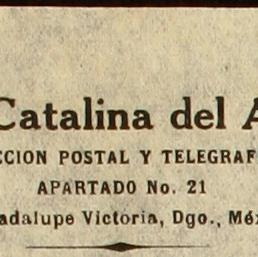 Catalina del A
CCION POSTAL Y TELEGRAF
APARTADO No. 21
adalupe Victoria, Dgo., Méx